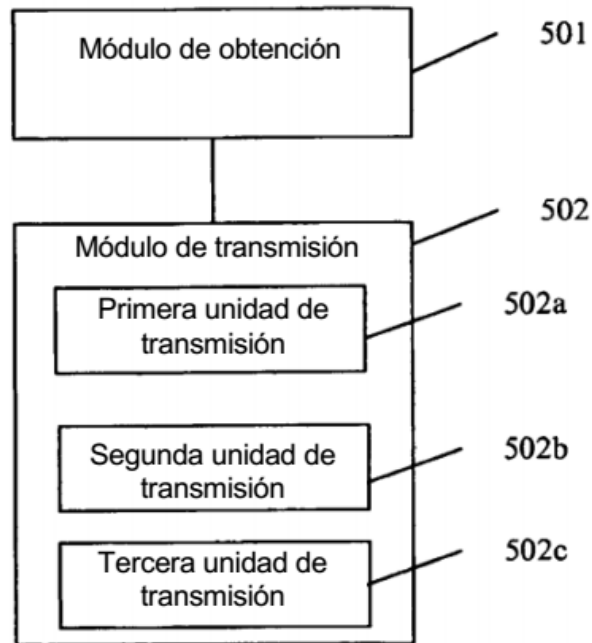 Módulo de obtención
501
502
Módulo de transmisión
Primera unidad de
transmisión
502a
Segunda unidad de
transmisión
502b
Tercera unidad de
transmisión
502c